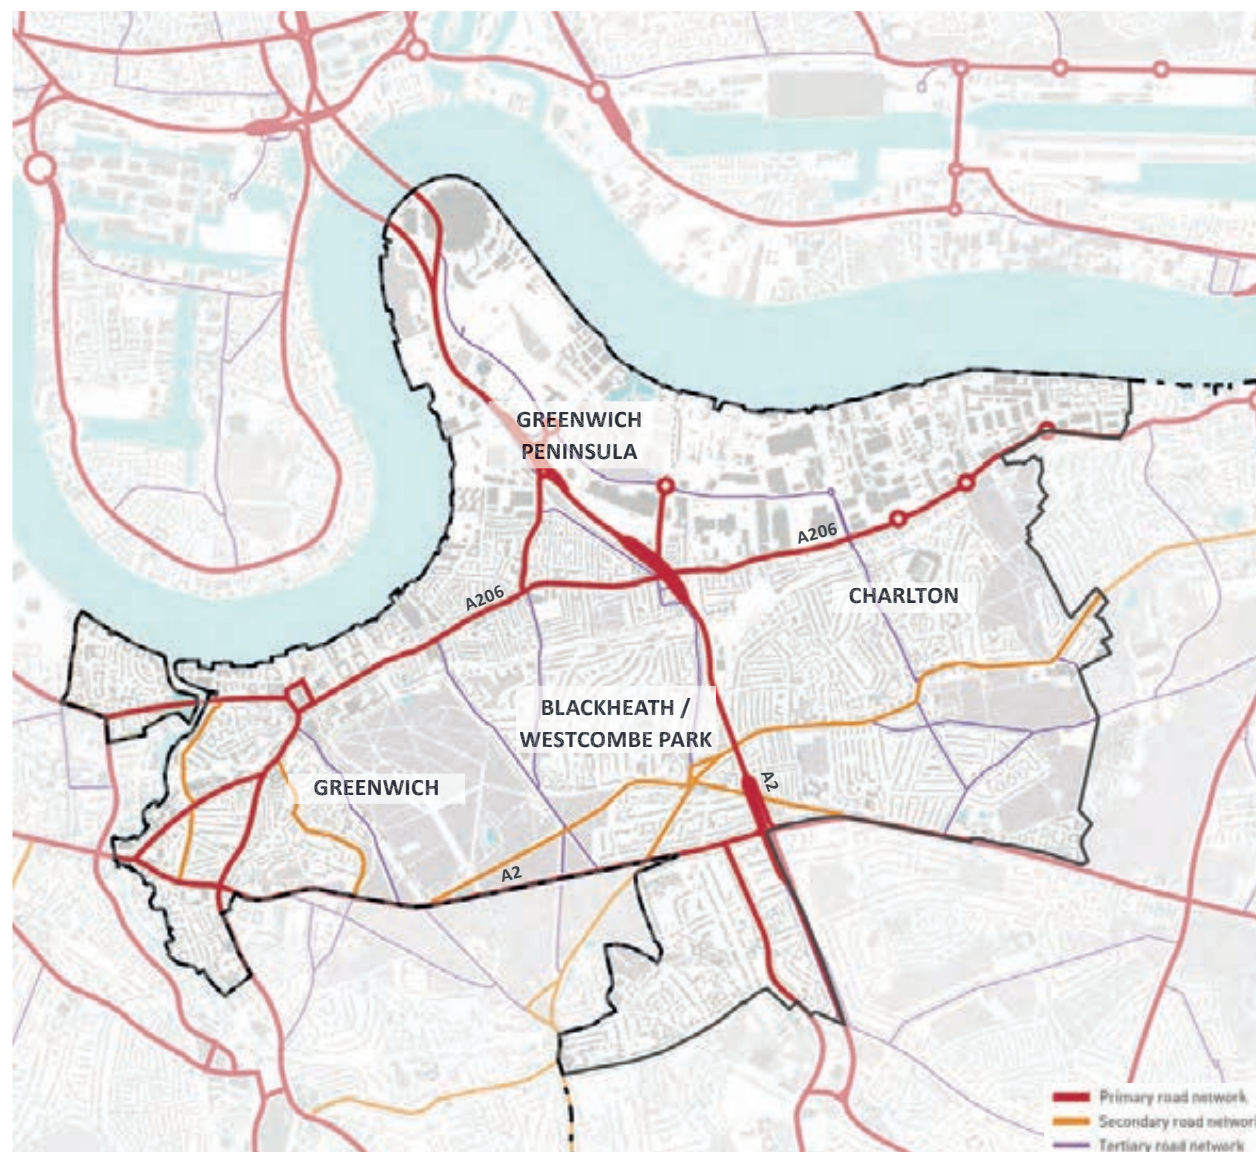 GREENWICH
PENINSULA
A206
A206
CHARLTON
BLACKHEATH /
WESTCOMBE PARK
A2
GREENWICH
A2
Primary road network
Secondary road network
Tertiary road network